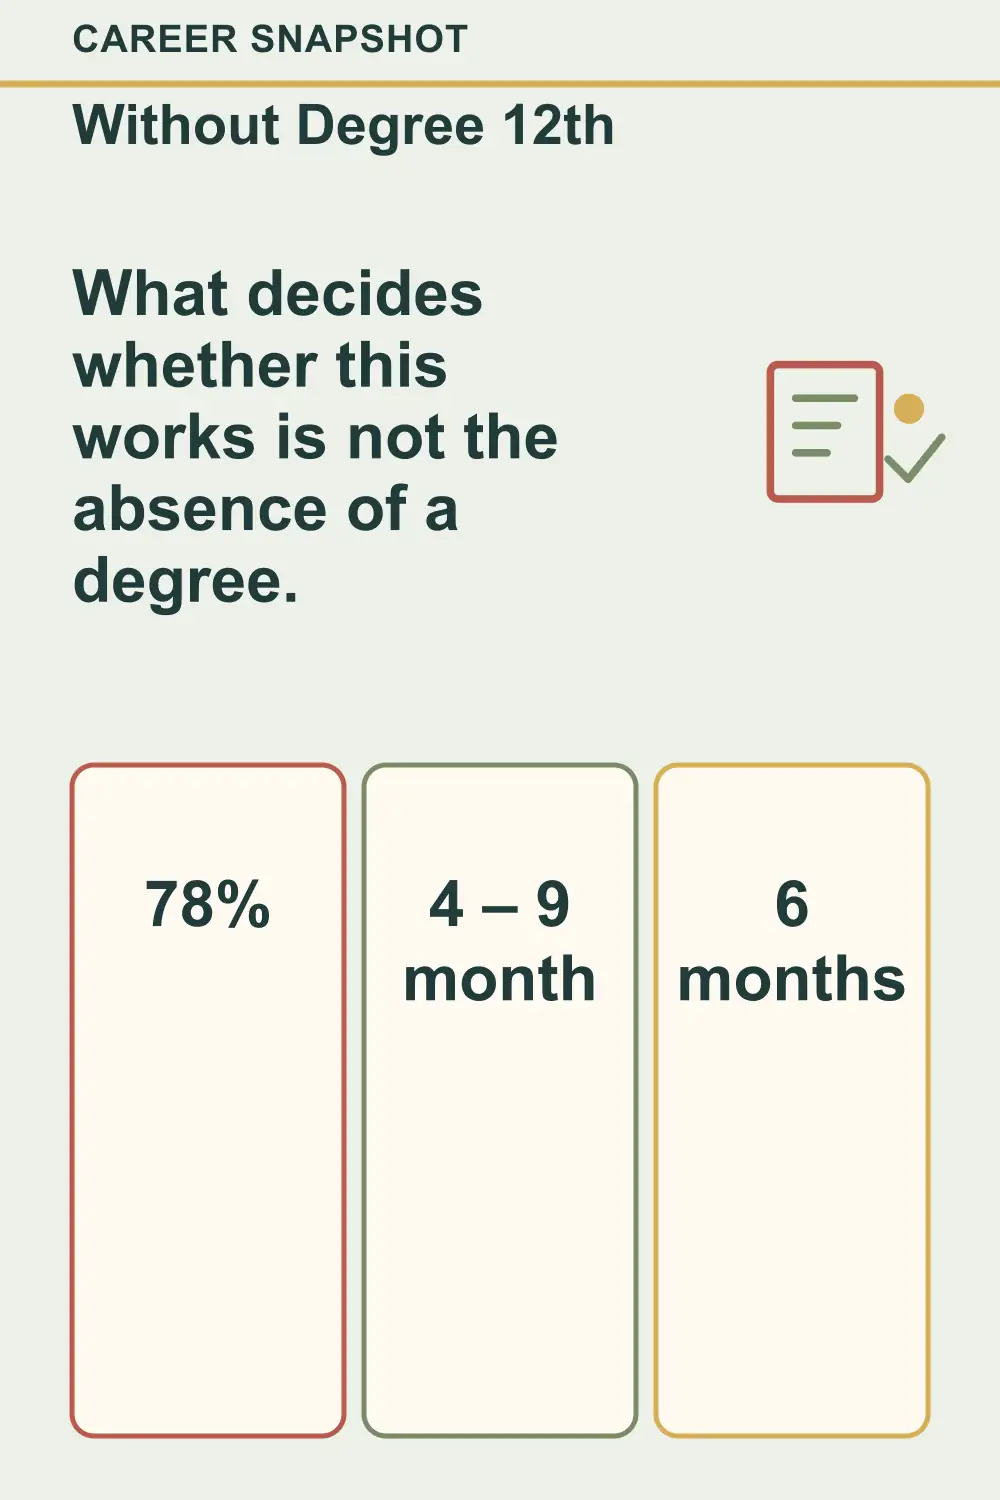 CAREER SNAPSHOT
Without Degree 12th
What decides
whether this
works is not the
absence of a
degree.
78%
4 – 9
month
6
months